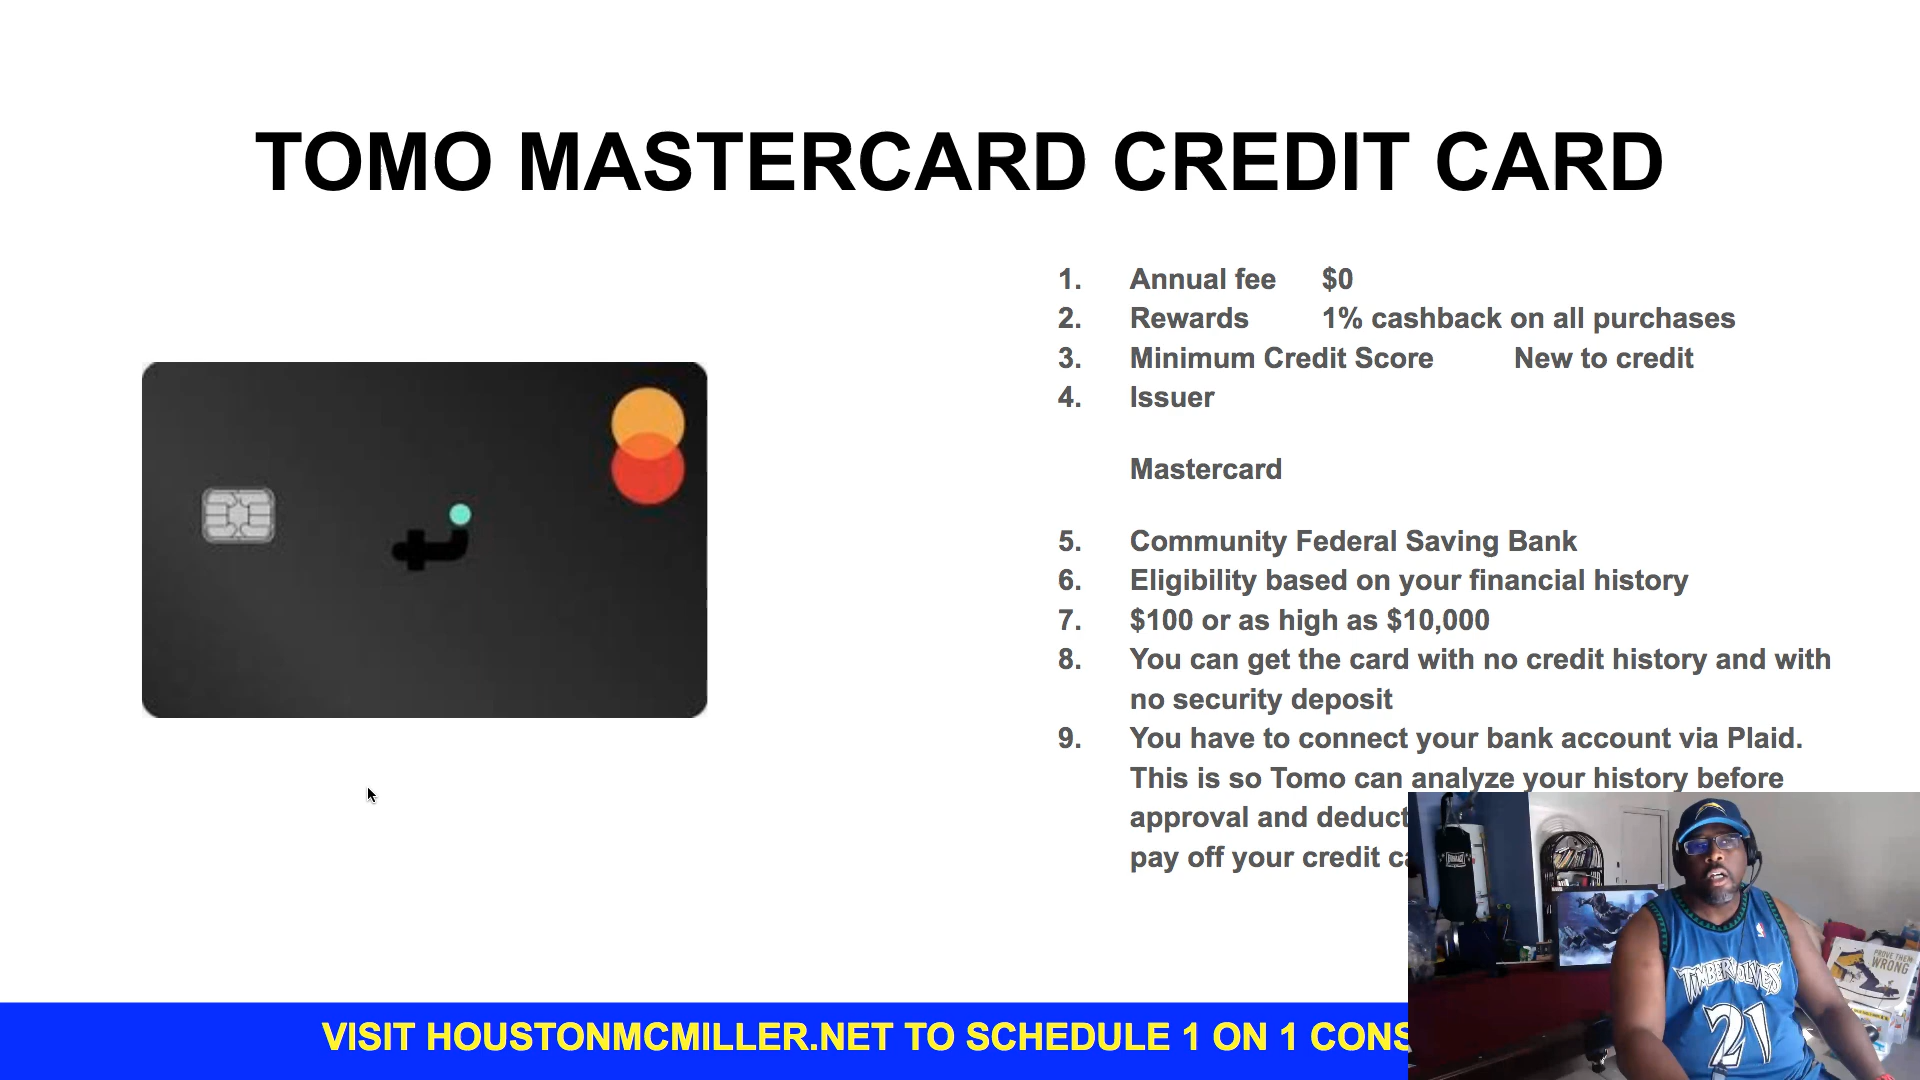 TOMO MASTERCARD CREDIT CARD
1. Annual fee $0
2. Rewards 1% cashback on all purchases
3. Minimum Credit Score New to credit
4. Issuer
Mastercard
5. Community Federal Saving Bank
6. Eligibility based on your financial history
7. $100 or as high as $10,000
8. You can get the card with no credit history and with
no security deposit
9. You have to connect your bank account via Plaid.
This is so Tomo can analyze your history before
approval and deduct
pay off your credit
VISIT HOUSTONMCMILLER.NET TO SCHEDULE 1 ON 1 CONS
PROVE THEM
WRONG
TIMBERWOLVES
21